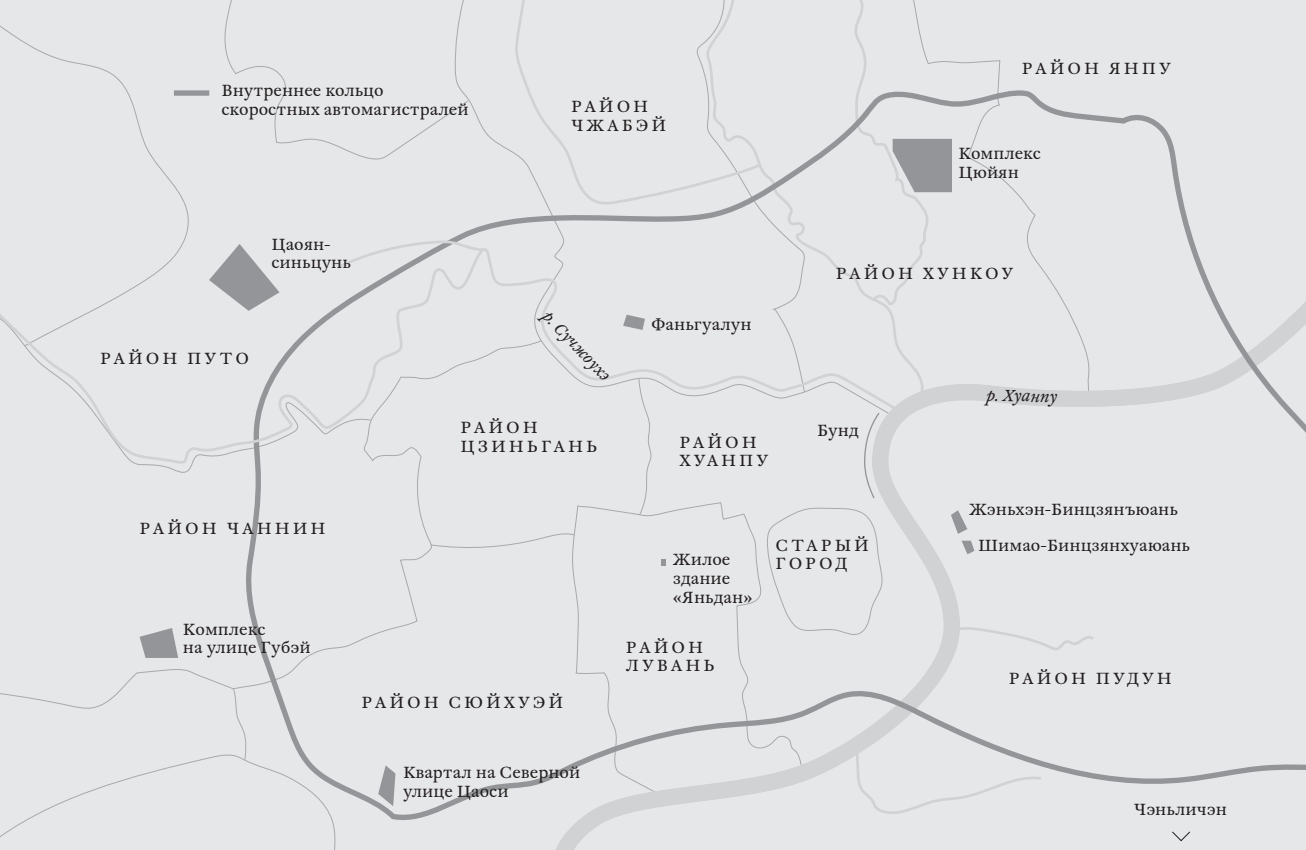 РАЙОН ЯНПУ
Внутреннее кольцо
скоростных автомагистралей
РАЙОН
ЧЖАБЭЙ
Комплекс
Цюйян
Цаоян-
синьцунь
РАЙОН ХУНКОУ
р. Сучжоухэ
Фаньгуалун
РАЙОН ПУТО
р. Хуанпу
РАЙОН
ЦЗИНЬГАНЬ
РАЙОН
ХУАНПУ
Бунд
РАЙОН ЧАННИН
Жэньхэн-Бинцзянъюань
Шимао-Бинцзянхуаюань
СТАРЫЙ
ГОРОД
Жилое
здание
«Яньдан»
Комплекс
на улице Губэй
РАЙОН
ЛУВАНЬ
РАЙОН ПУДУН
РАЙОН СЮЙХУЭЙ
Квартал на Северной
улице Цаоси
Чэньличэн